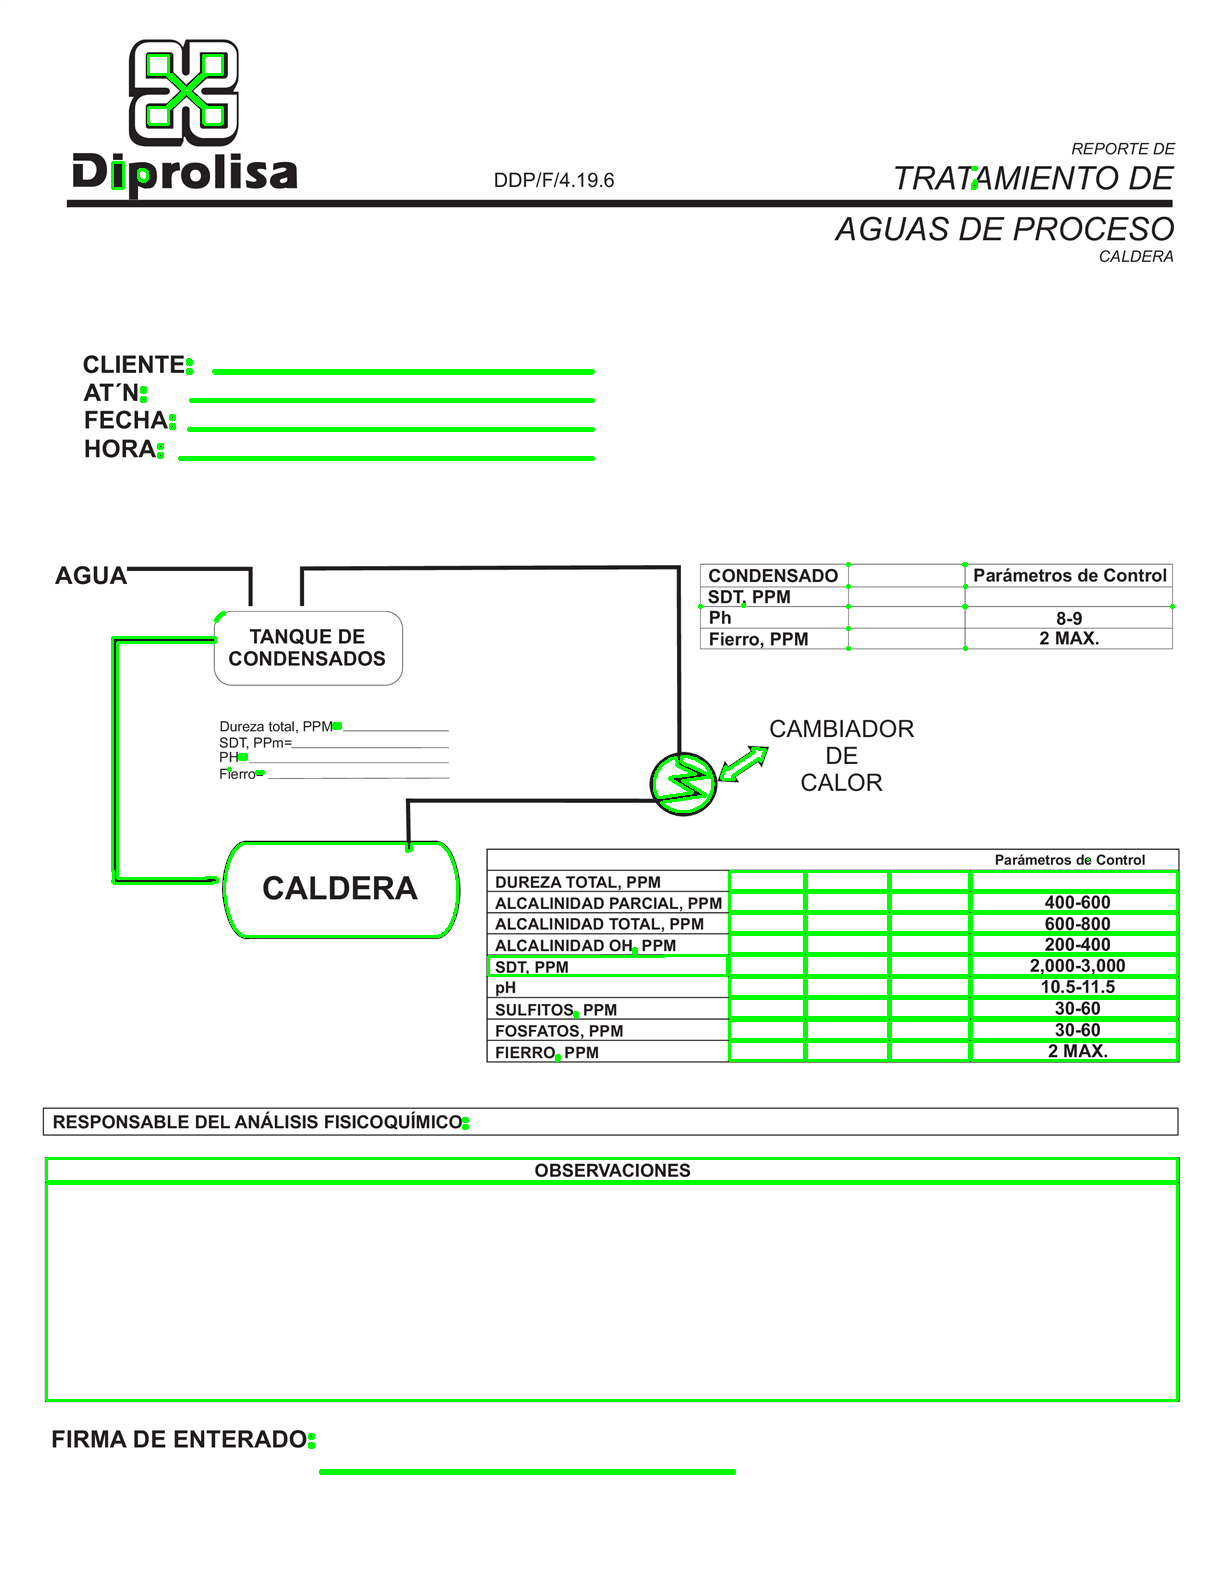 Diprolisa
DDP/F/4.19.6
REPORTE DE
TRATAMIENTO DE
AGUAS DE PROCESO
CALDERA
CLIENTE:
AT´N:
FECHA:
HORA:
AGUA
TANQUE DE
CONDENSADOS
CONDENSADO Parámetros de Control
SDT, PPM
Ph 8-9
Fierro, PPM 2 MAX.
Dureza total, PPM=
SDT, PPm=
PH=
Fierro=
CAMBIADOR
DE
CALOR
CALDERA
Parámetros de Control
DUREZA TOTAL, PPM
ALCALINIDAD PARCIAL, PPM 400-600
ALCALINIDAD TOTAL, PPM 600-800
ALCALINIDAD OH, PPM 200-400
SDT, PPM 2,000-3,000
pH 10.5-11.5
SULFITOS, PPM 30-60
FOSFATOS, PPM 30-60
FIERRO, PPM 2 MAX.
RESPONSABLE DEL ANÁLISIS FISICOQUÍMICO:
OBSERVACIONES
FIRMA DE ENTERADO: